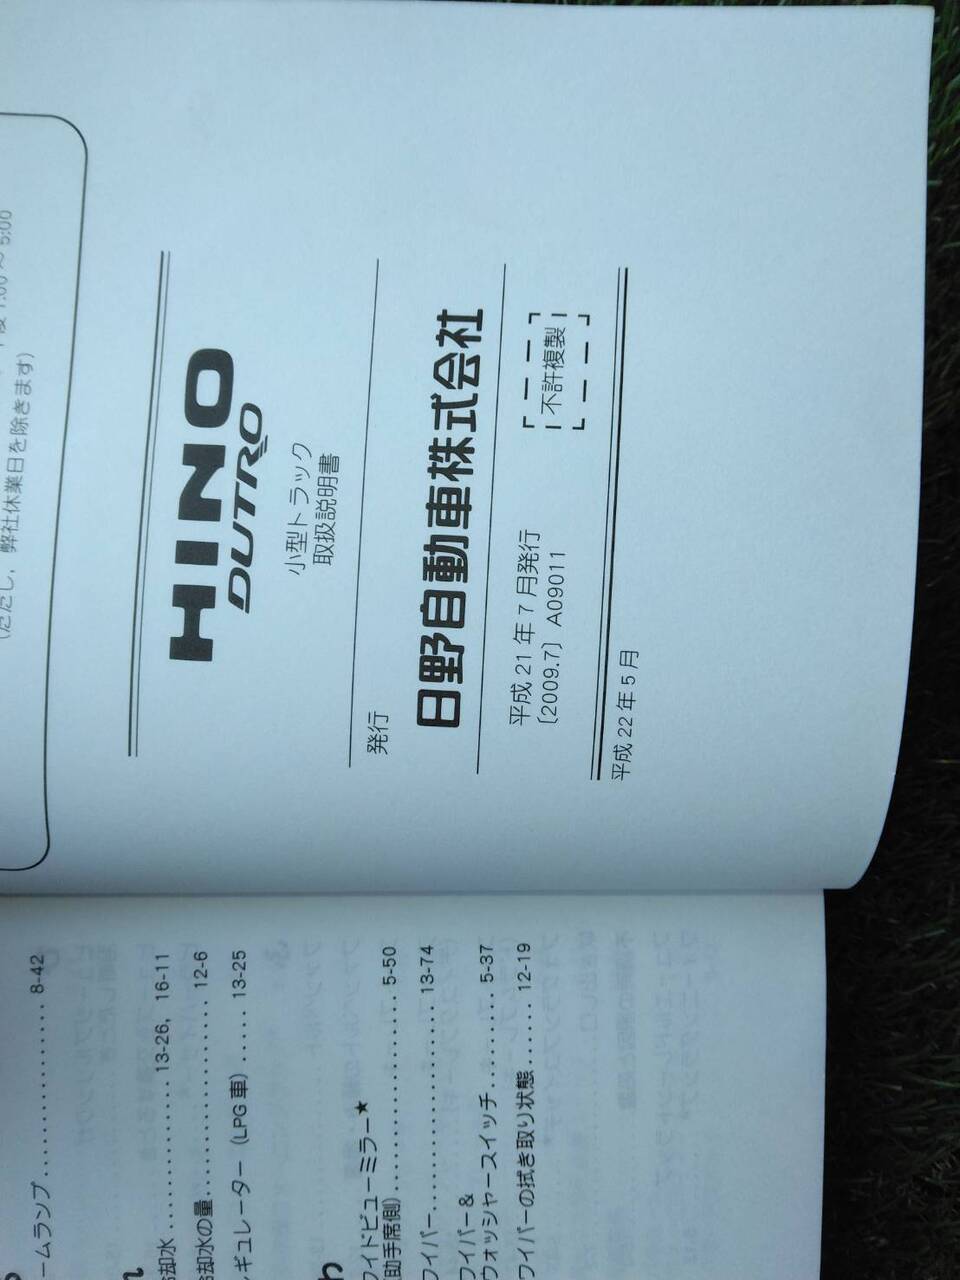 ームランプ 8-42
却水 13-26, 16-11
却水の量 12-6
ギュレーター (LPG 車) 13-25
わ
ワイドビューミラー★
助手席側) 5-50
ワイパー 13-74
ワイパー &
ウォッシャースイッチ 5-37
ワイパーの拭き取り状態 12-19
5:00
(ただし, 弊社休業日を除きます)
HINO
DUTRO
小型トラック
取扱説明書
発行
日野自動車株式会社
平成 21 年 7 月発行
〔2009.7〕 A09011
不許複製
平成 22 年 5 月